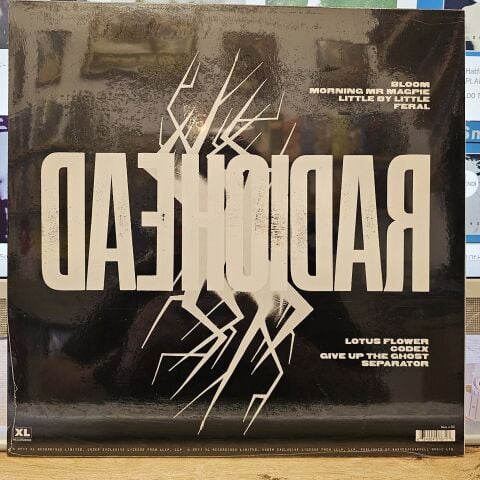 BLOOM
MORNING MR MAGPIE
LITTLE BY LITTLE
FERAL
RADIOHEAD
LOTUS FLOWER
CODEX
GIVE UP THE GHOST
SEPARATOR
XL